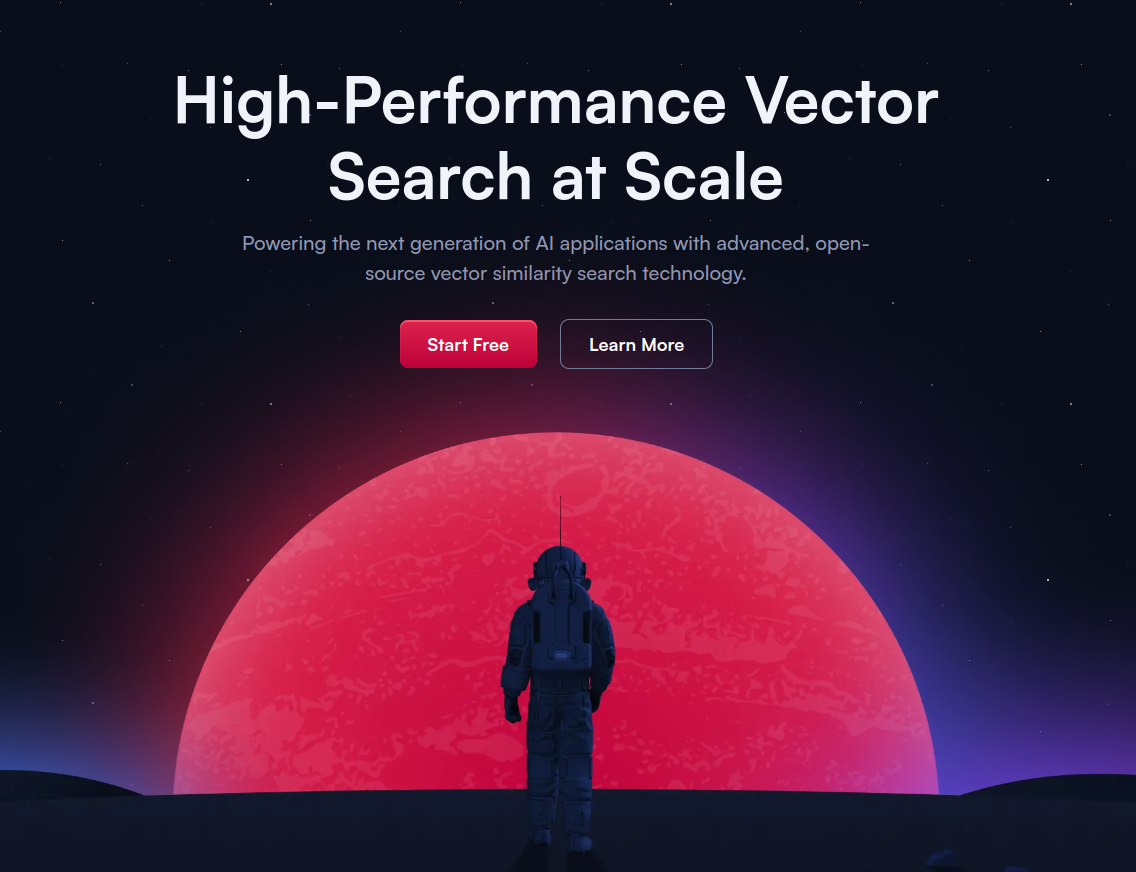 High-Performance Vector
Search at Scale
Powering the next generation of AI applications with advanced, open-
source vector similarity search technology.
Start Free
Learn More